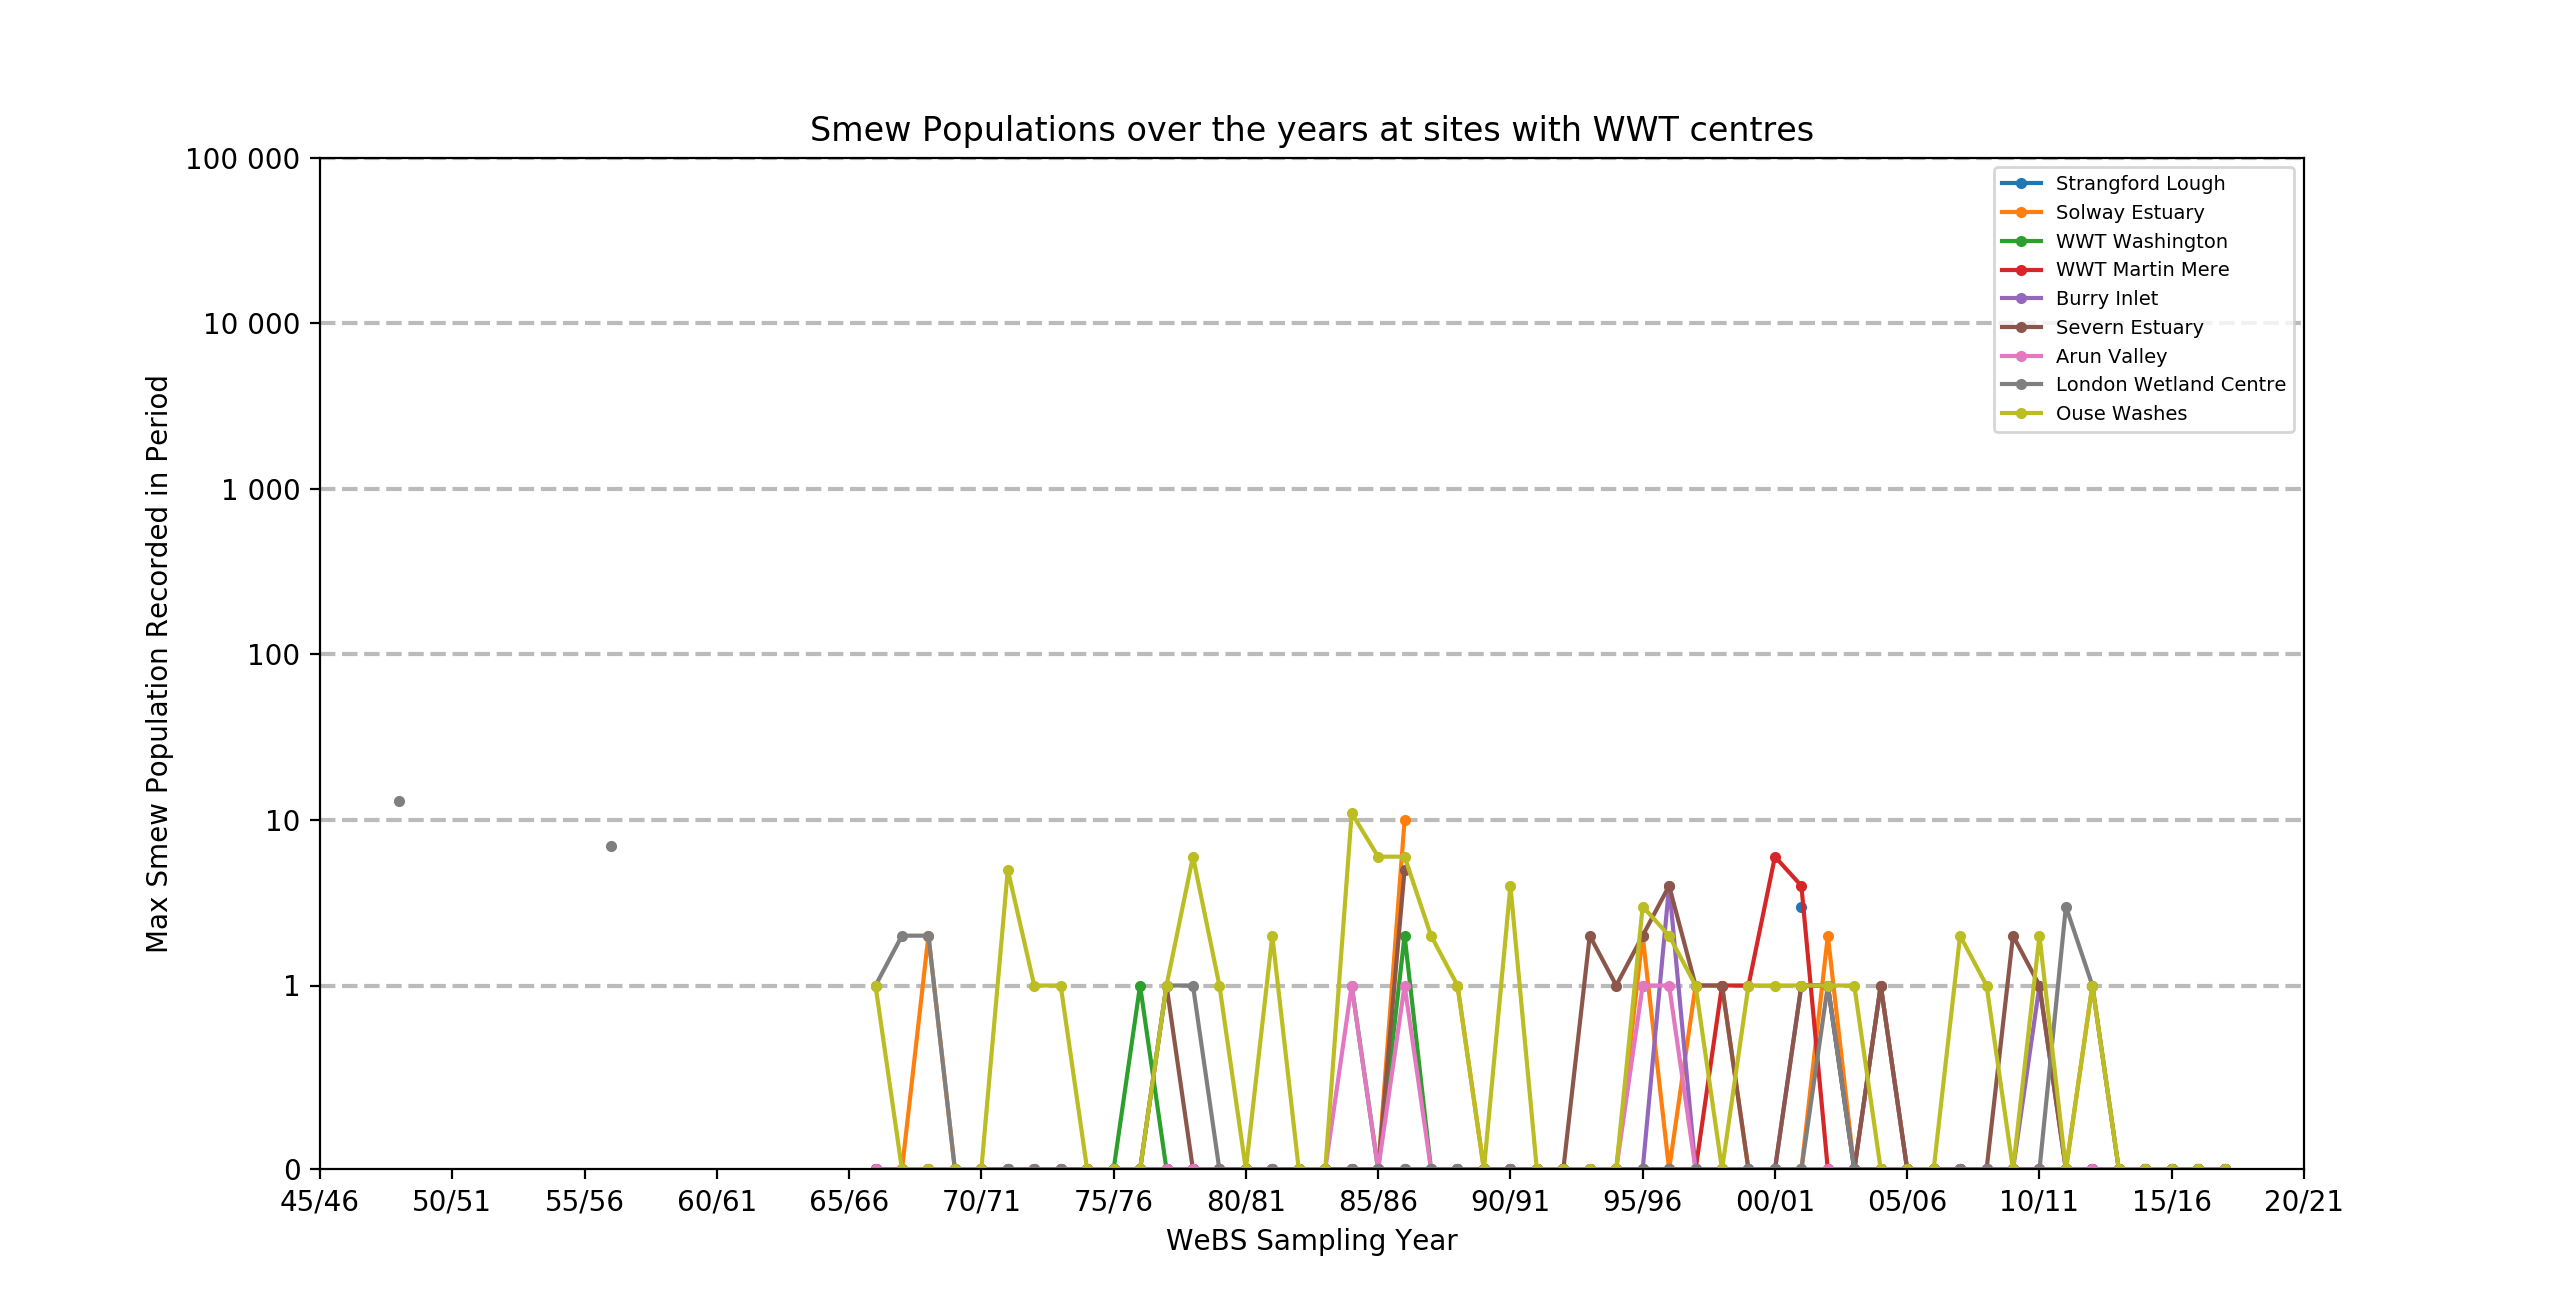 Smew Populations over the years at sites with WWT centres
100 000
10 000
1 000
100
10
1
0
Max Smew Population Recorded in Period
Strangford Lough
Solway Estuary
WWT Washington
WWT Martin Mere
Burry Inlet
Severn Estuary
Arun Valley
London Wetland Centre
Ouse Washes
45/46 50/51 55/56 60/61 65/66 70/71 75/76 80/81 85/86 90/91 95/96 00/01 05/06 10/11 15/16 20/21
WeBS Sampling Year